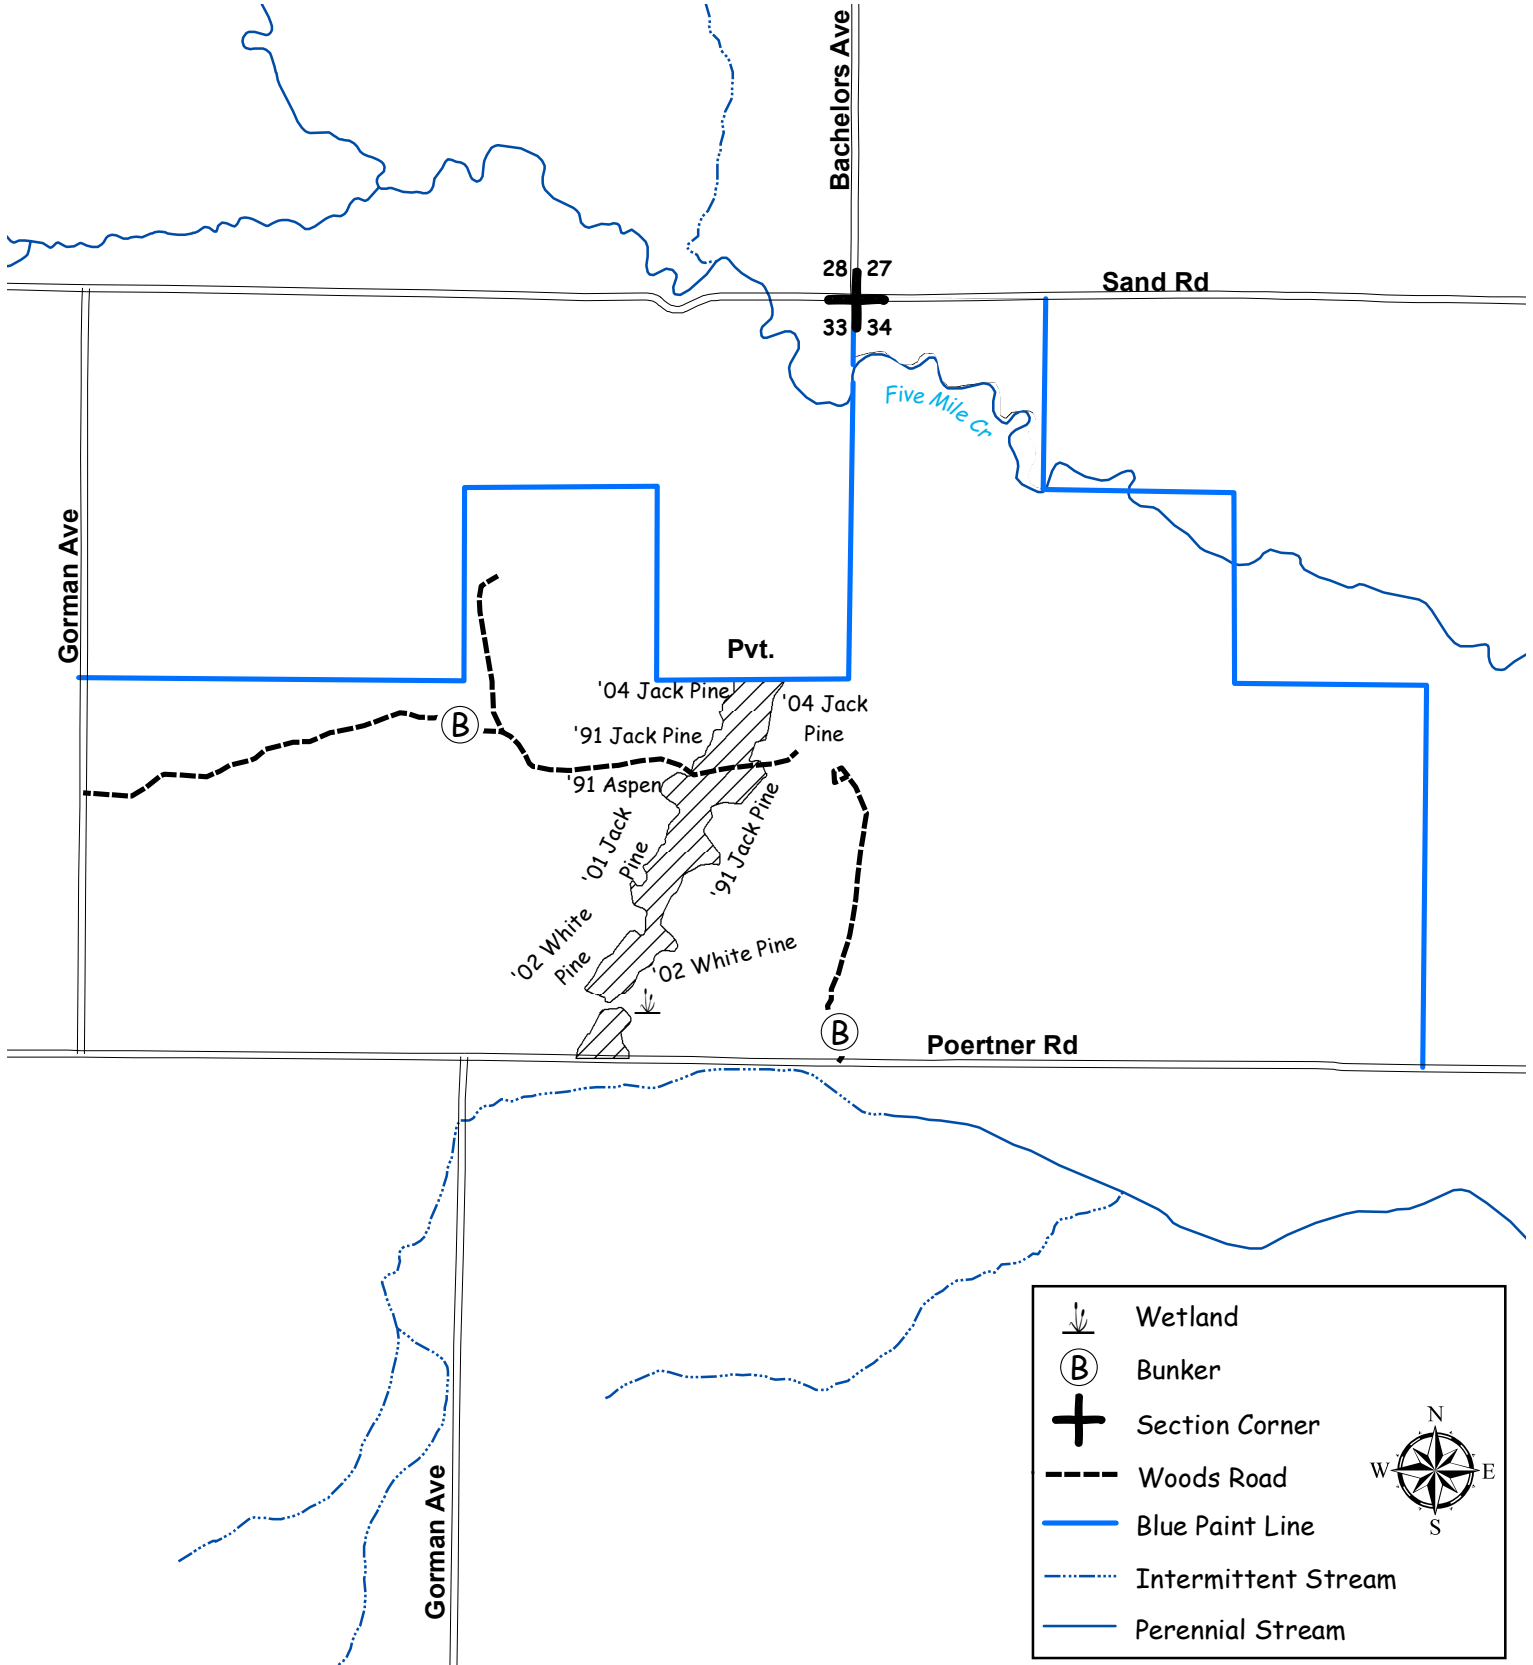 Bachelors Ave
28 27
Sand Rd
33 34
Five Mile Cr
Gorman Ave
Pvt.
'04 Jack Pine
'04 Jack
Pine
'91 Jack Pine
B
'91 Aspen
'01 Jack
Pine
'91 Jack Pine
'02 White
Pine
'02 White Pine
B
Poertner Rd
Gorman Ave
Wetland
B Bunker
Section Corner
Woods Road
Blue Paint Line
Intermittent Stream
Perennial Stream
N
W E
S